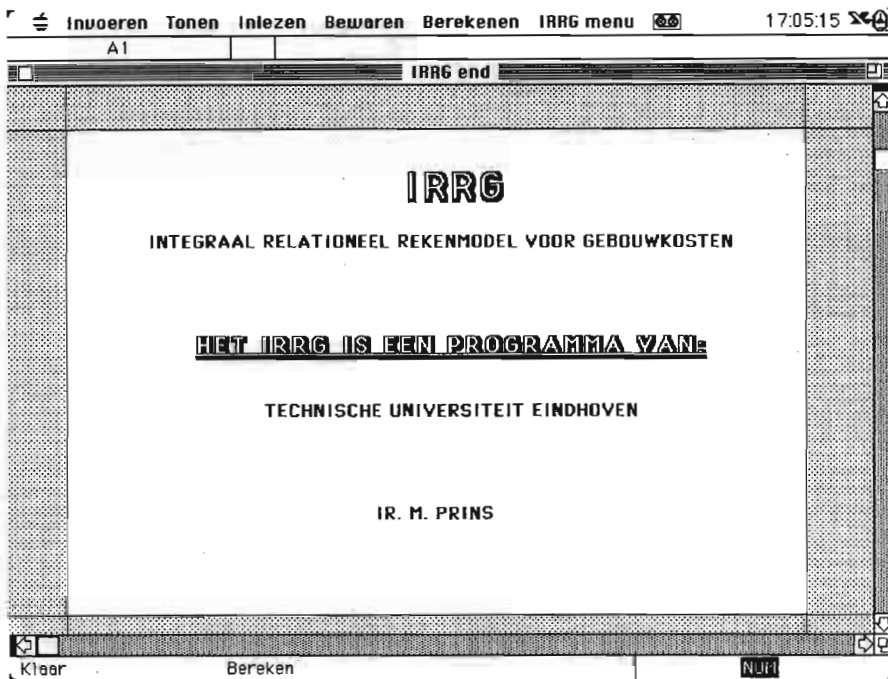 Invoeren Tonen Inlezen Bewaren Berekenen IRRG menu 17:05:15
A1
IRRG end
IRRG
INTEGRAAL RELATIONEEL REKENMODEL VOOR GEBOUWKOSTEN
HET IRRG IS EEN PROGRAMMA VAN:
TECHNISCHE UNIVERSITEIT EINDHOVEN
IR. M. PRINS
Klaar Bereken NUM